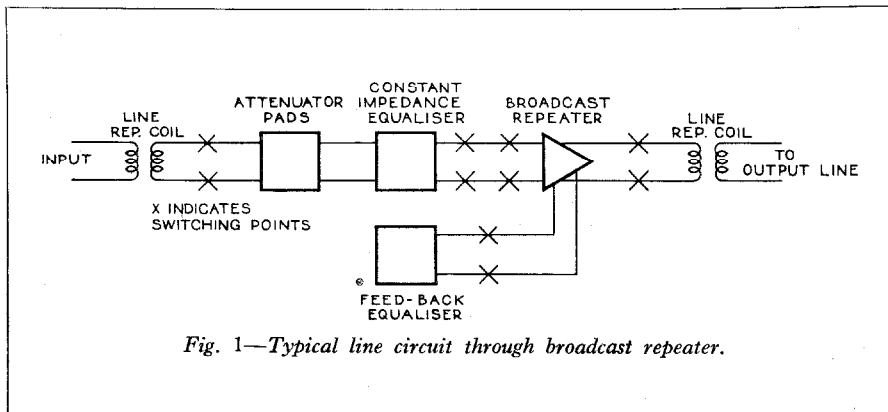 CONSTANT
IMPEDANCE
EQUALISER
ATTENUATOR
PADS
BROADCAST
REPEATER
LINE
REP. COIL
LINE
REP. COIL
INPUT
TO
OUTPUT LINE
X INDICATES
SWITCHING POINTS
FEED-BACK
EQUALISER
Fig. 1—Typical line circuit through broadcast repeater.